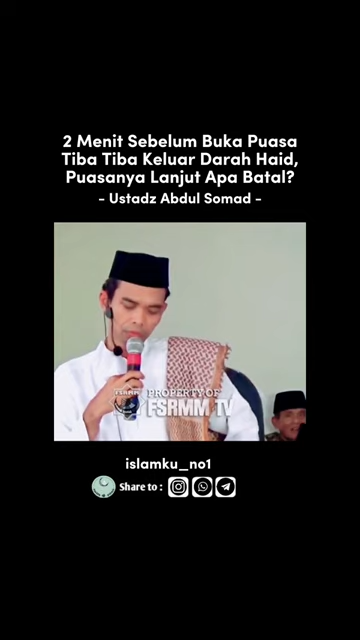 2 Menit Sebelum Buka Puasa
Tiba Tiba Keluar Darah Haid,
Puasanya Lanjut Apa Batal?
- Ustadz Abdul Somad -
PROPERTY OF
FSRMM TV
islamku_no1
Share to :